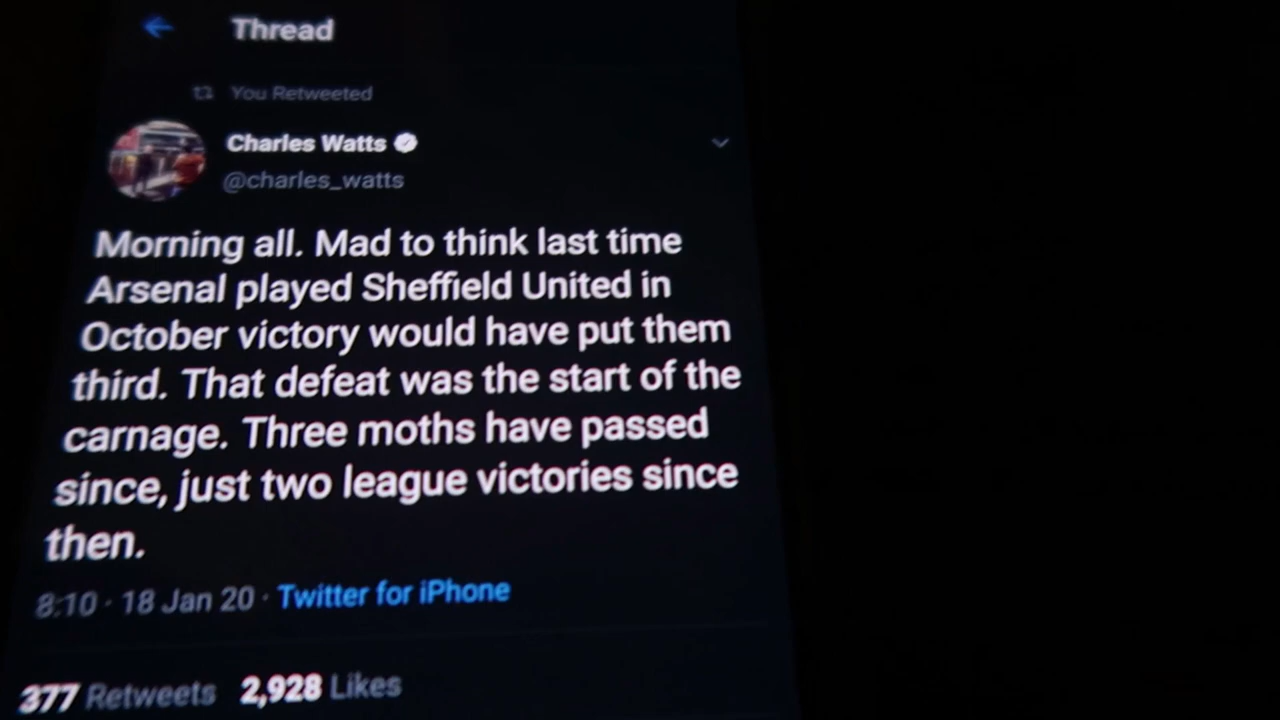 Thread
You Retweeted
Charles Watts
@charles_watts
Morning all. Mad to think last time
Arsenal played Sheffield United in
October victory would have put them
third. That defeat was the start of the
carnage. Three moths have passed
since, just two league victories since
then.
8:10 · 18 Jan 20 · Twitter for iPhone
377 Retweets 2,928 Likes